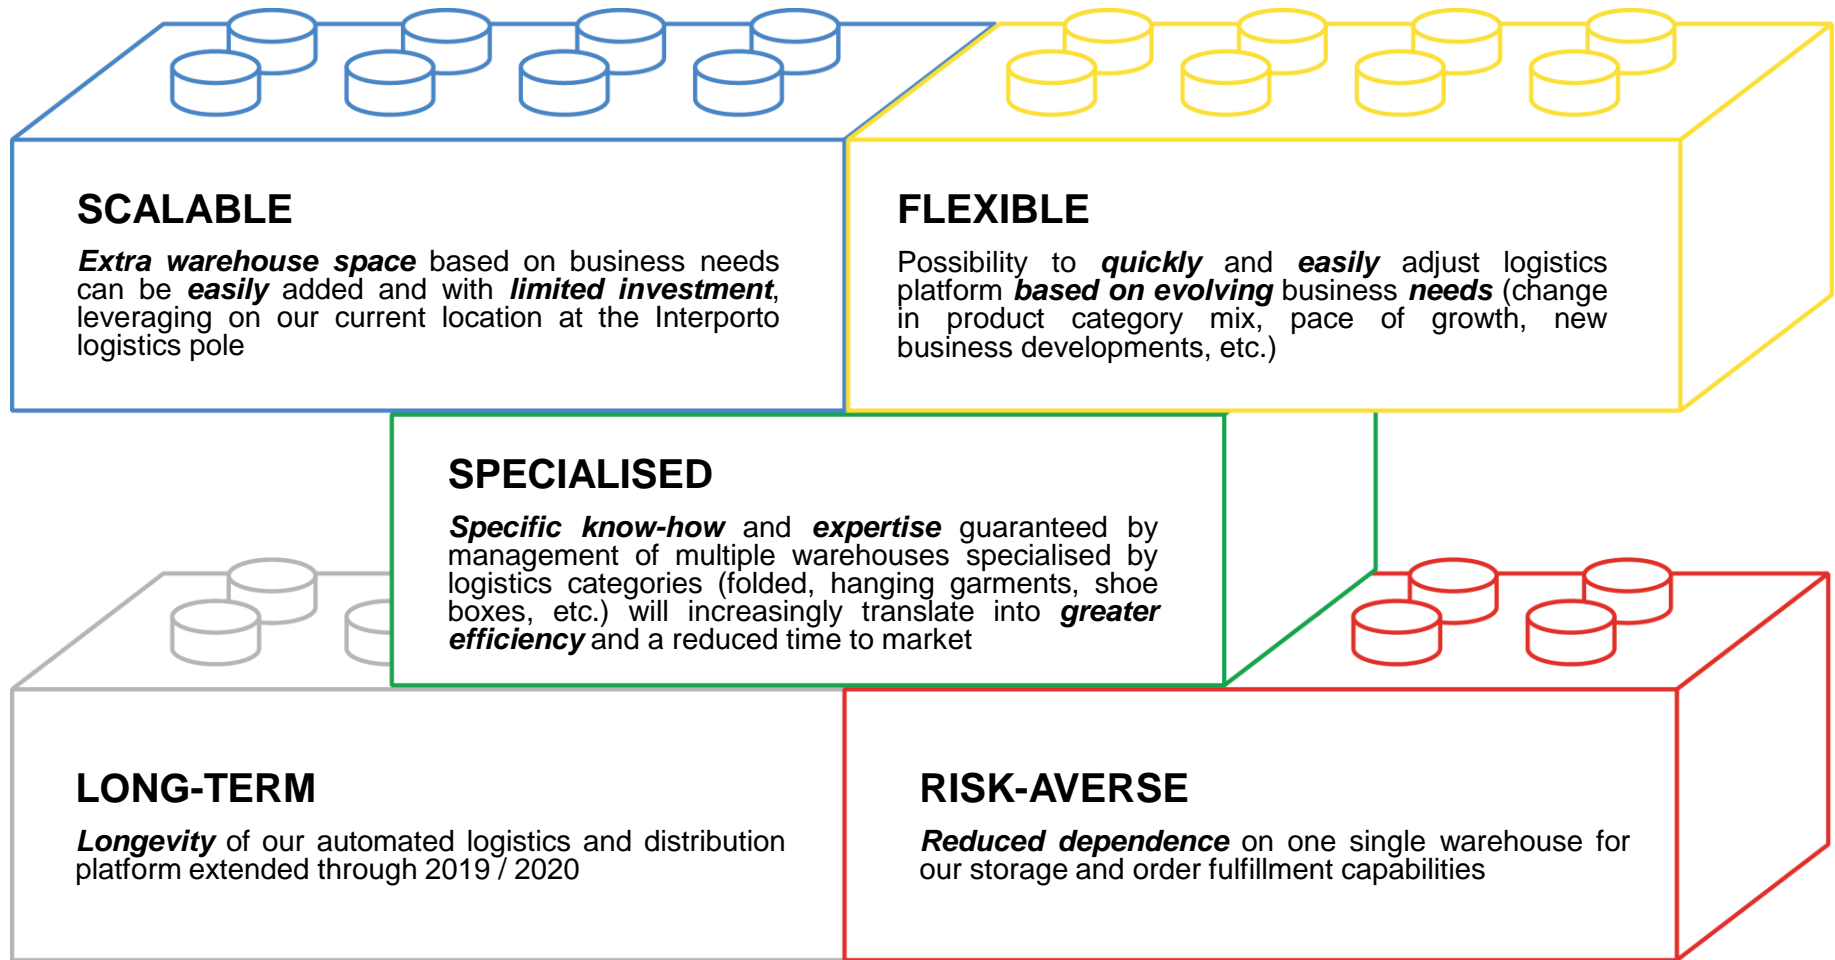 SCALABLE
Extra warehouse space based on business needs
can be easily added and with limited investment,
leveraging on our current location at the Interporto
logistics pole
FLEXIBLE
Possibility to quickly and easily adjust logistics
platform based on evolving business needs (change
in product category mix, pace of growth, new
business developments, etc.)
SPECIALISED
Specific know-how and expertise guaranteed by
management of multiple warehouses specialised by
logistics categories (folded, hanging garments, shoe
boxes, etc.) will increasingly translate into greater
efficiency and a reduced time to market
LONG-TERM
Longevity of our automated logistics and distribution
platform extended through 2019 / 2020
RISK-AVERSE
Reduced dependence on one single warehouse for
our storage and order fulfillment capabilities